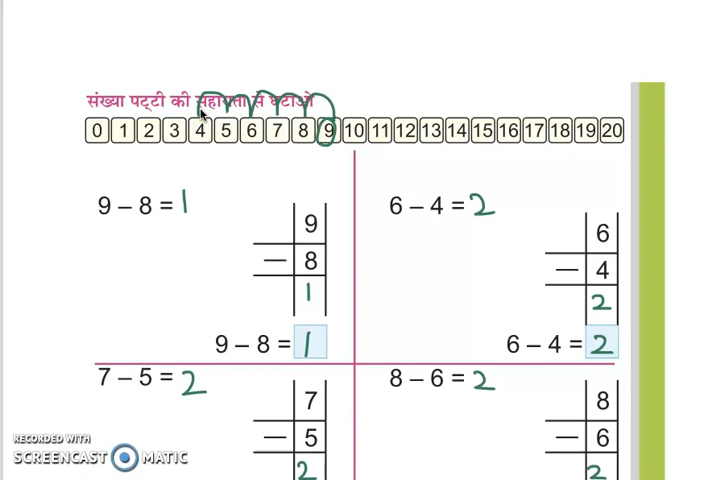 संख्या पट्टी की सहायता से घटाओ
0 1 2 3 4 5 6 7 8 9 10 11 12 13 14 15 16 17 18 19 20
9 – 8 = 1
9
– 8
1
9 – 8 = 1
6 – 4 = 2
6
– 4
2
6 – 4 = 2
7 – 5 = 2
7
– 5
2
8 – 6 = 2
8
– 6
2
RECORDED WITH
SCREENCAST MATIC